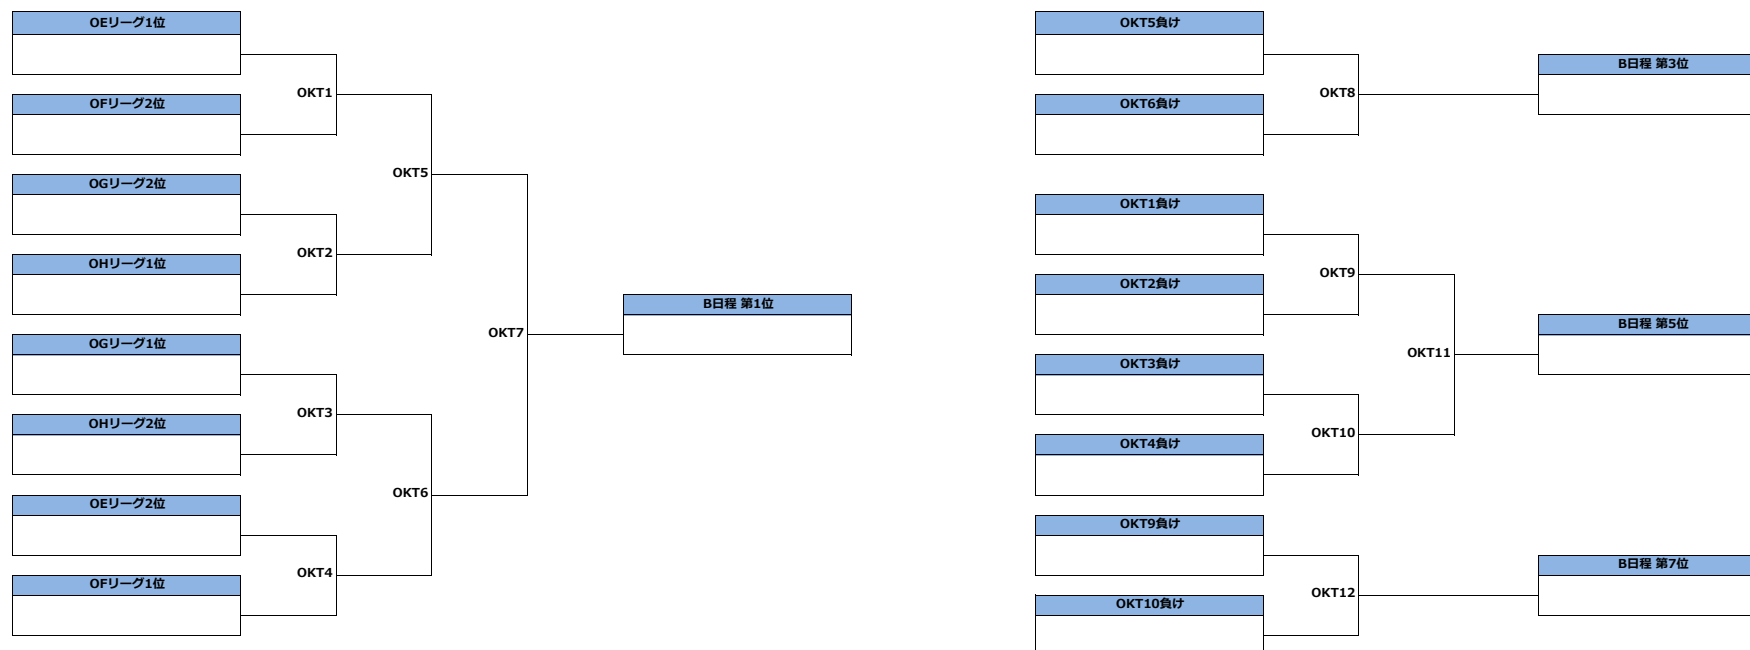 OEリーグ1位
OKT1
OFリーグ2位
OKT5
OGリーグ2位
OKT2
OHリーグ1位
B日程 第1位
OKT7
OGリーグ1位
OKT3
OHリーグ2位
OKT6
OEリーグ2位
OKT4
OFリーグ1位
OKT5負け
B日程 第3位
OKT8
OKT6負け
OKT1負け
OKT9
OKT2負け
B日程 第5位
OKT11
OKT3負け
OKT10
OKT4負け
OKT9負け
B日程 第7位
OKT12
OKT10負け